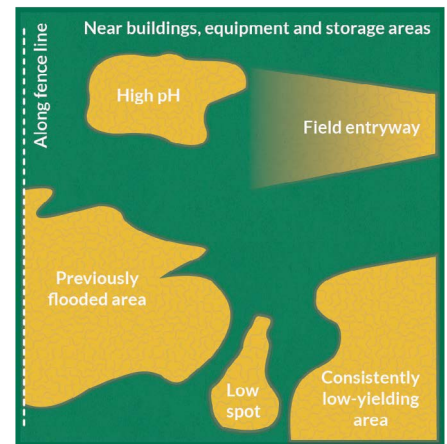 Near buildings, equipment and storage areas
Along fence line
High pH
Field entryway
Previously
flooded area
Low
spot
Consistently
low-yielding
area